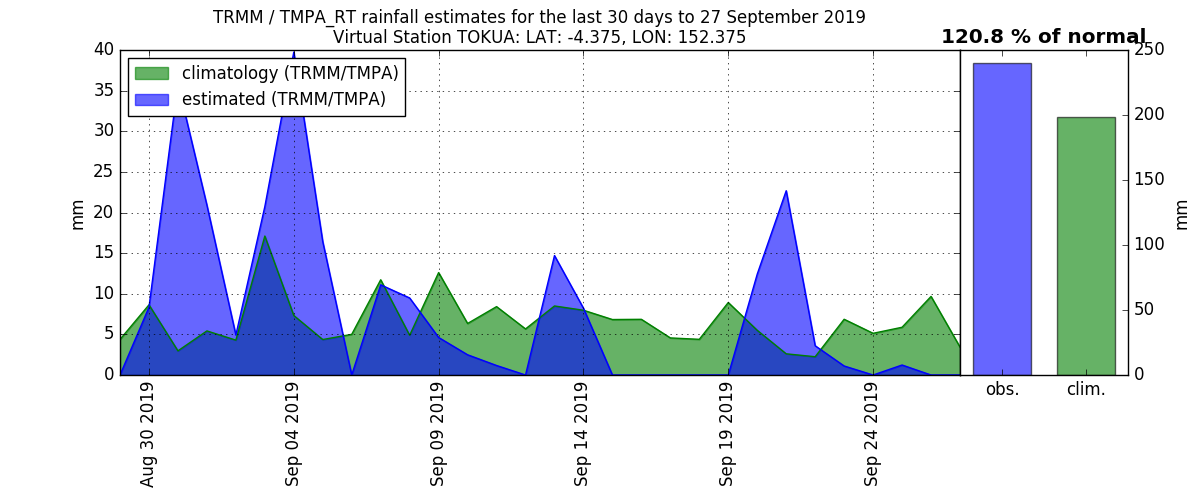 TRMM / TMPA_RT rainfall estimates for the last 30 days to 27 September 2019
Virtual Station TOKUA: LAT: -4.375, LON: 152.375
120.8 % of normal
climatology (TRMM/TMPA)
estimated (TRMM/TMPA)
40
35
30
25
20
15
10
5
0
mm
Aug 30 2019
Sep 04 2019
Sep 09 2019
Sep 14 2019
Sep 19 2019
Sep 24 2019
250
200
150
100
50
0
mm
obs.
clim.